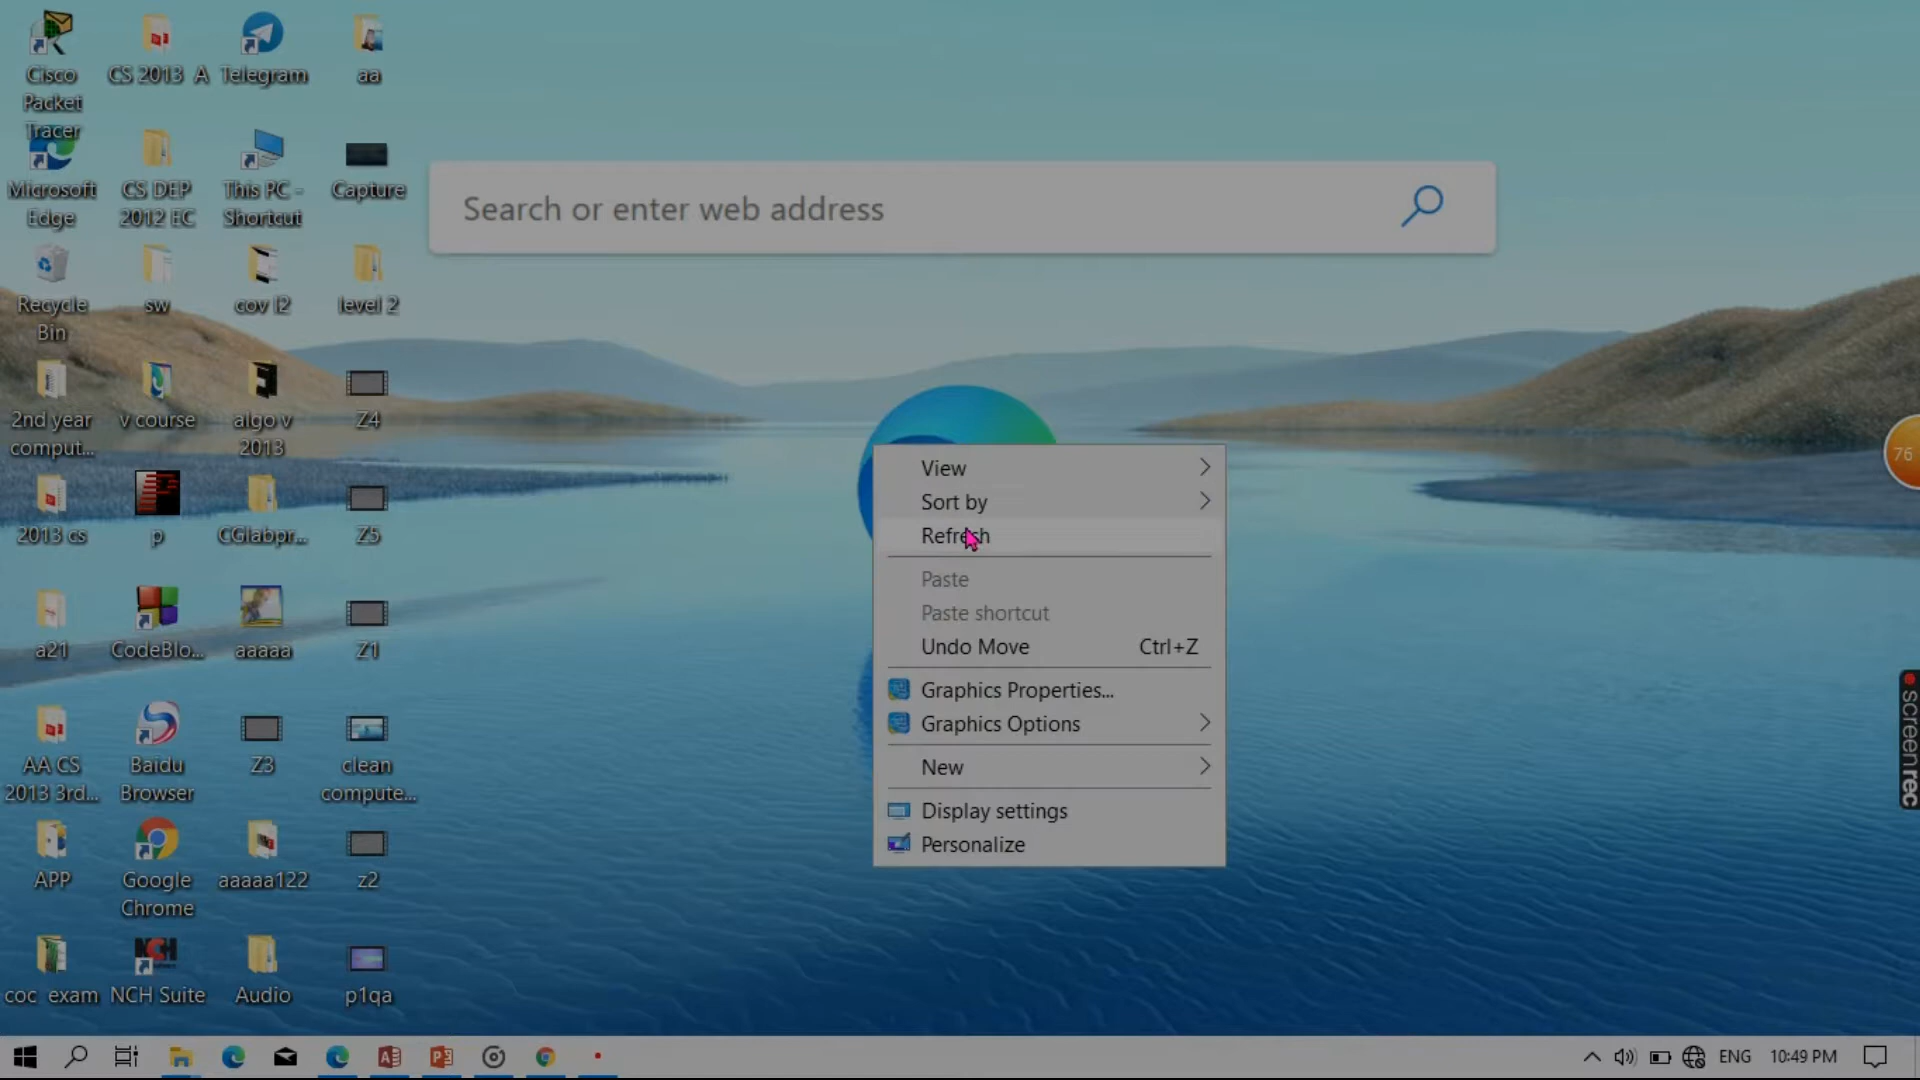 Cisco
Packet
Tracer
CS 2013 A
Telegram
aa
Microsoft
Edge
CS DEP
2012 EC
This PC -
Shortcut
Capture
Search or enter web address
Recycle
Bin
sw
cov l2
level 2
2nd year
comput...
v course
algo v
2013
Z4
2013 cs
p
CGlabpr...
Z5
a21
CodeBlo...
aaaaa
Z1
AA CS
2013 3rd...
Baidu
Browser
Z3
clean
compute...
APP
Google
Chrome
aaaaa122
z2
coc exam
NCH Suite
Audio
p1qa
View
Sort by
Refresh
Paste
Paste shortcut
Undo Move Ctrl+Z
Graphics Properties...
Graphics Options
New
Display settings
Personalize
76
screenrec
ENG
10:49 PM